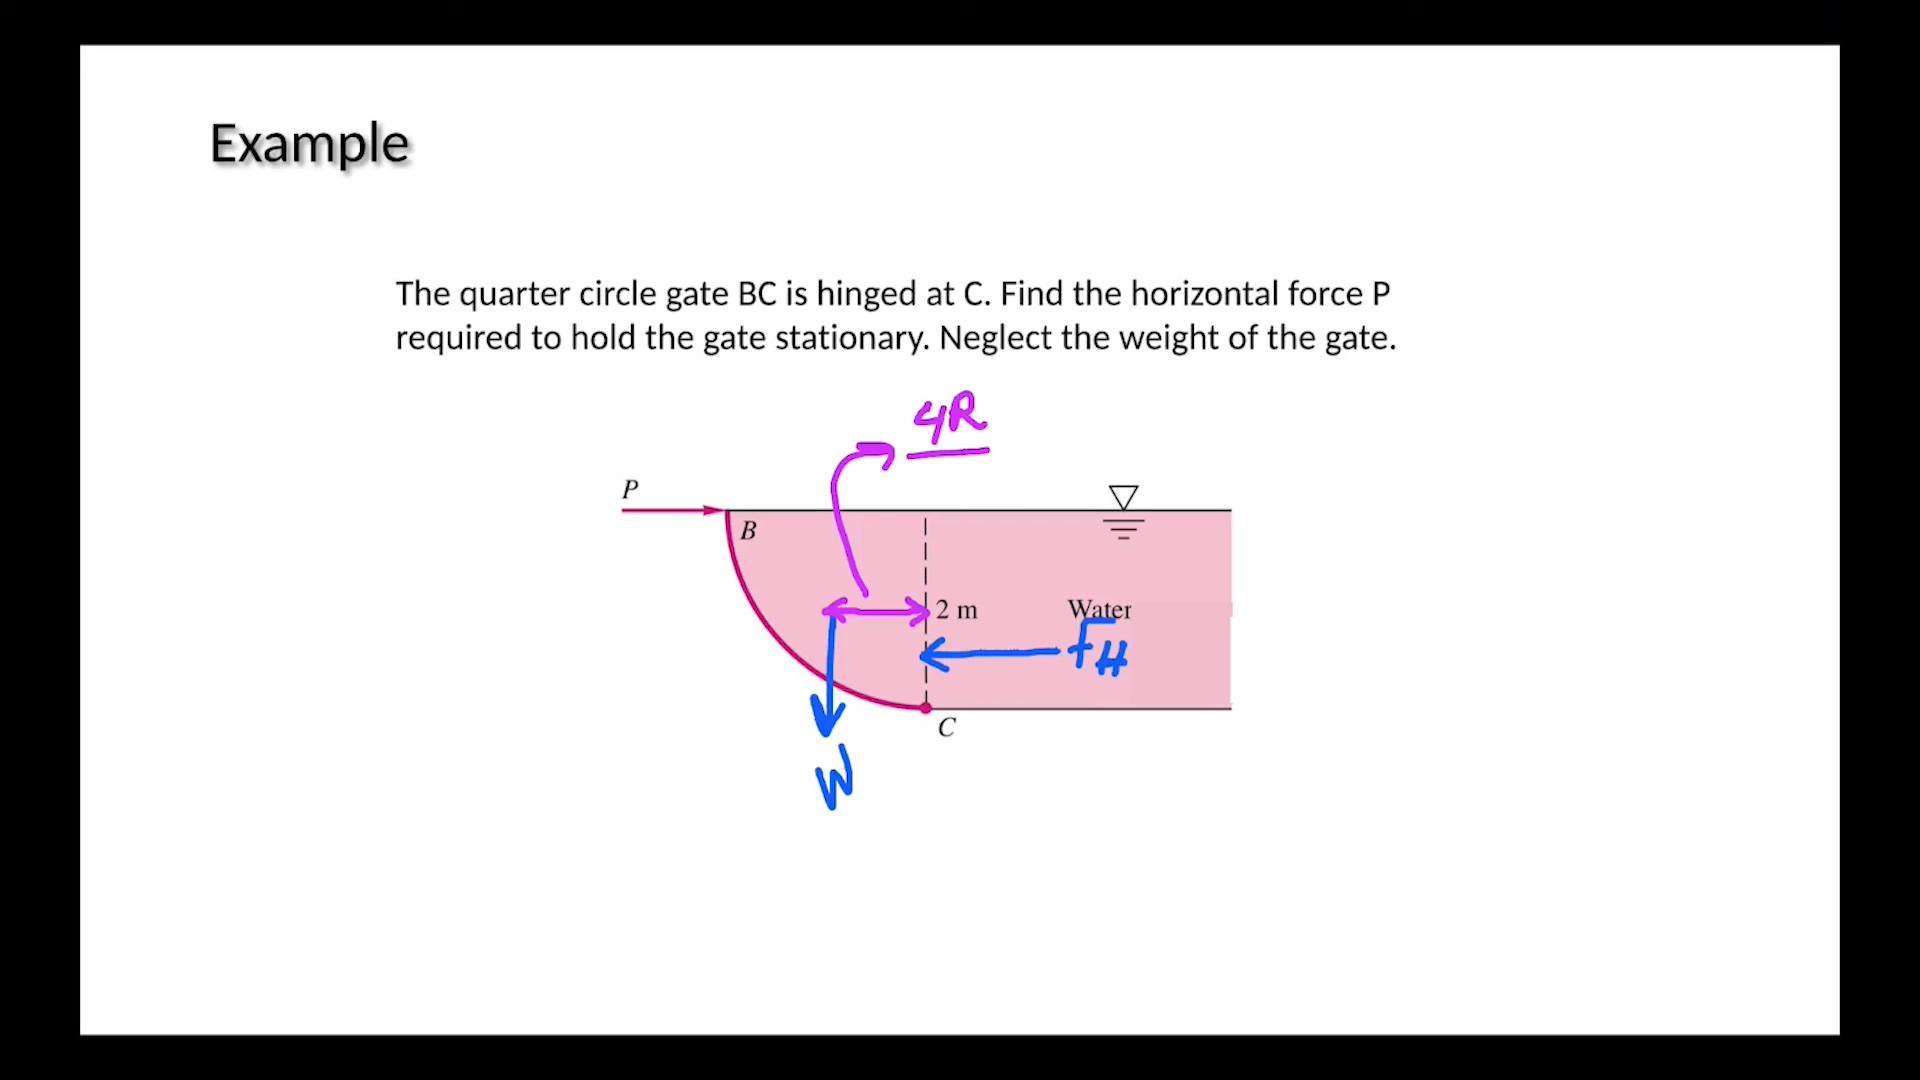 Example
The quarter circle gate BC is hinged at C. Find the horizontal force P
required to hold the gate stationary. Neglect the weight of the gate.
4R
P
B
2 m
Water
FH
C
W